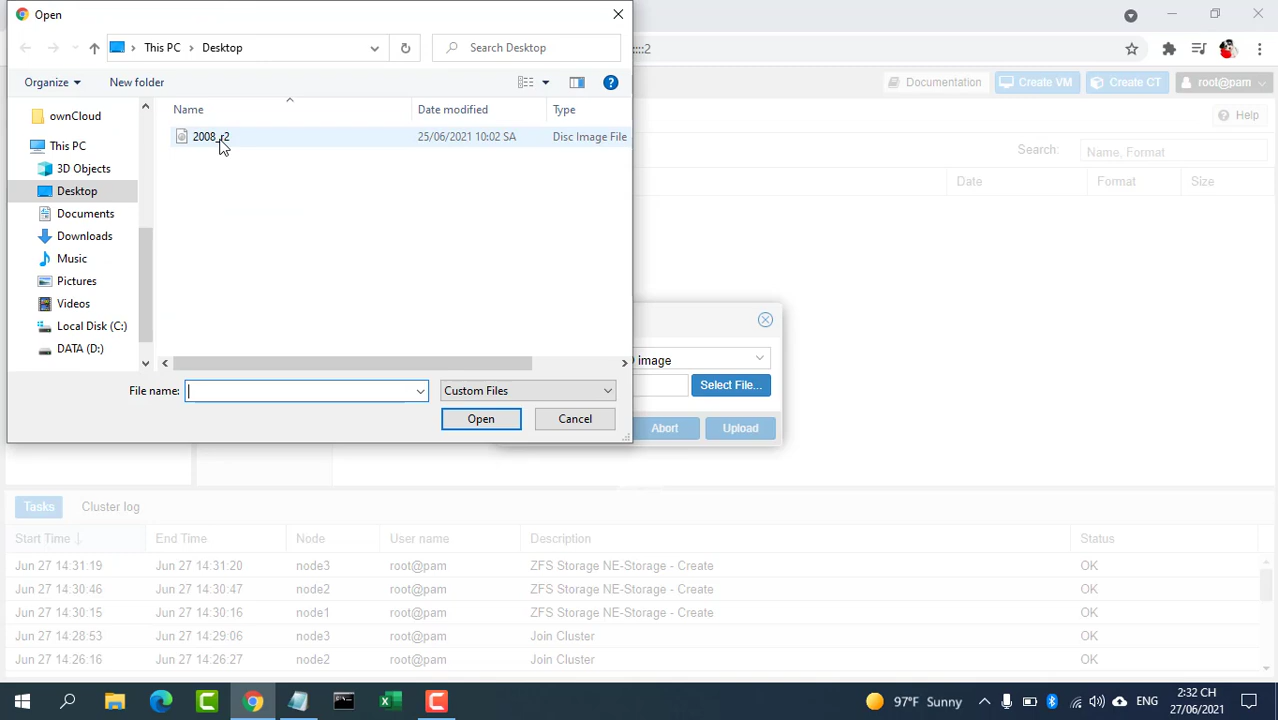 Open
This PC
Desktop
Search Desktop
::::2
Organize
New folder
Documentation
Create VM
Create CT
root@pam
Help
Search:
Name, Format
Name
Date modified
Type
Date
Format
Size
2008_r2
25/06/2021 10:02 SA
Disc Image File
ownCloud
This PC
3D Objects
Desktop
Documents
Downloads
Music
Pictures
Videos
Local Disk (C:)
DATA (D:)
image
Select File...
File name:
Custom Files
Open
Cancel
Abort
Upload
Tasks
Cluster log
Start Time
End Time
Node
User name
Description
Status
Jun 27 14:31:19
Jun 27 14:31:20
node3
root@pam
ZFS Storage NE-Storage - Create
OK
Jun 27 14:30:46
Jun 27 14:30:47
node2
root@pam
ZFS Storage NE-Storage - Create
OK
Jun 27 14:30:15
Jun 27 14:30:16
node1
root@pam
ZFS Storage NE-Storage - Create
OK
Jun 27 14:28:53
Jun 27 14:29:06
node3
root@pam
Join Cluster
OK
Jun 27 14:26:16
Jun 27 14:26:27
node2
root@pam
Join Cluster
OK
97°F Sunny
ENG
2:32 CH
27/06/2021